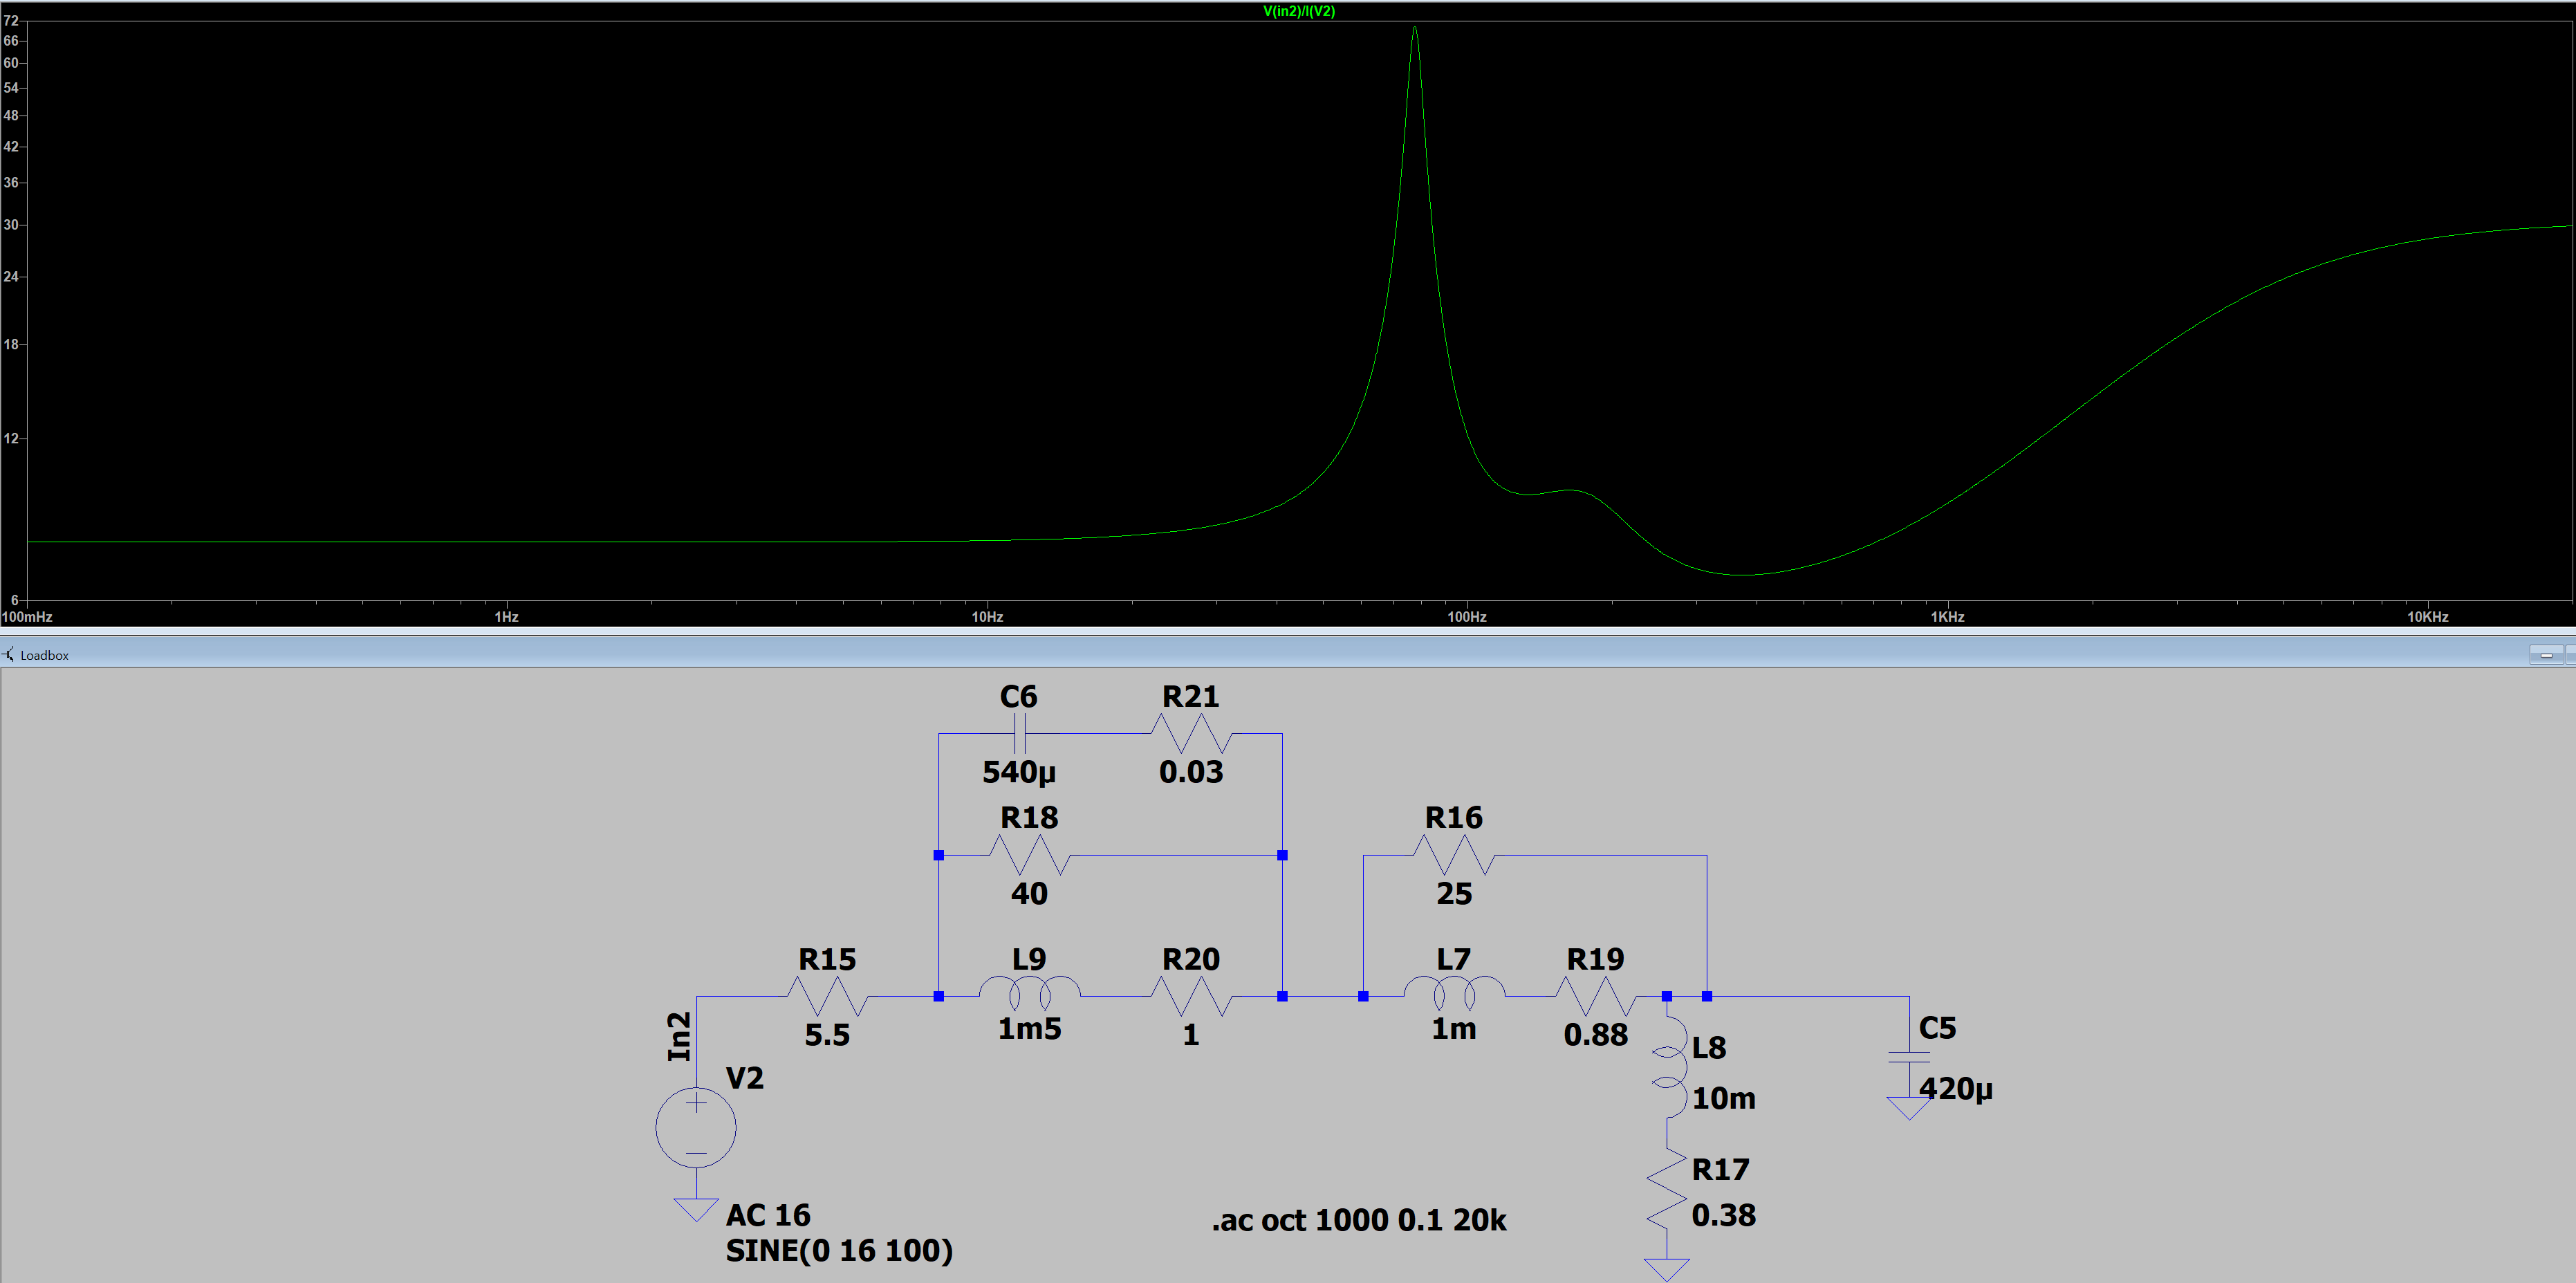 V(in2)/I(V2)
72
66
60
54
48
42
36
30
24
18
12
6
100mHz 1Hz 10Hz 100Hz 1KHz 10KHz
Loadbox
C6 R21
540µ 0.03
R18 R16
40 25
R15 L9 R20 L7 R19
5.5 1m5 1 1m 0.88
In2
V2
C5
420µ
L8
10m
R17
0.38
AC 16
SINE(0 16 100)
.ac oct 1000 0.1 20k